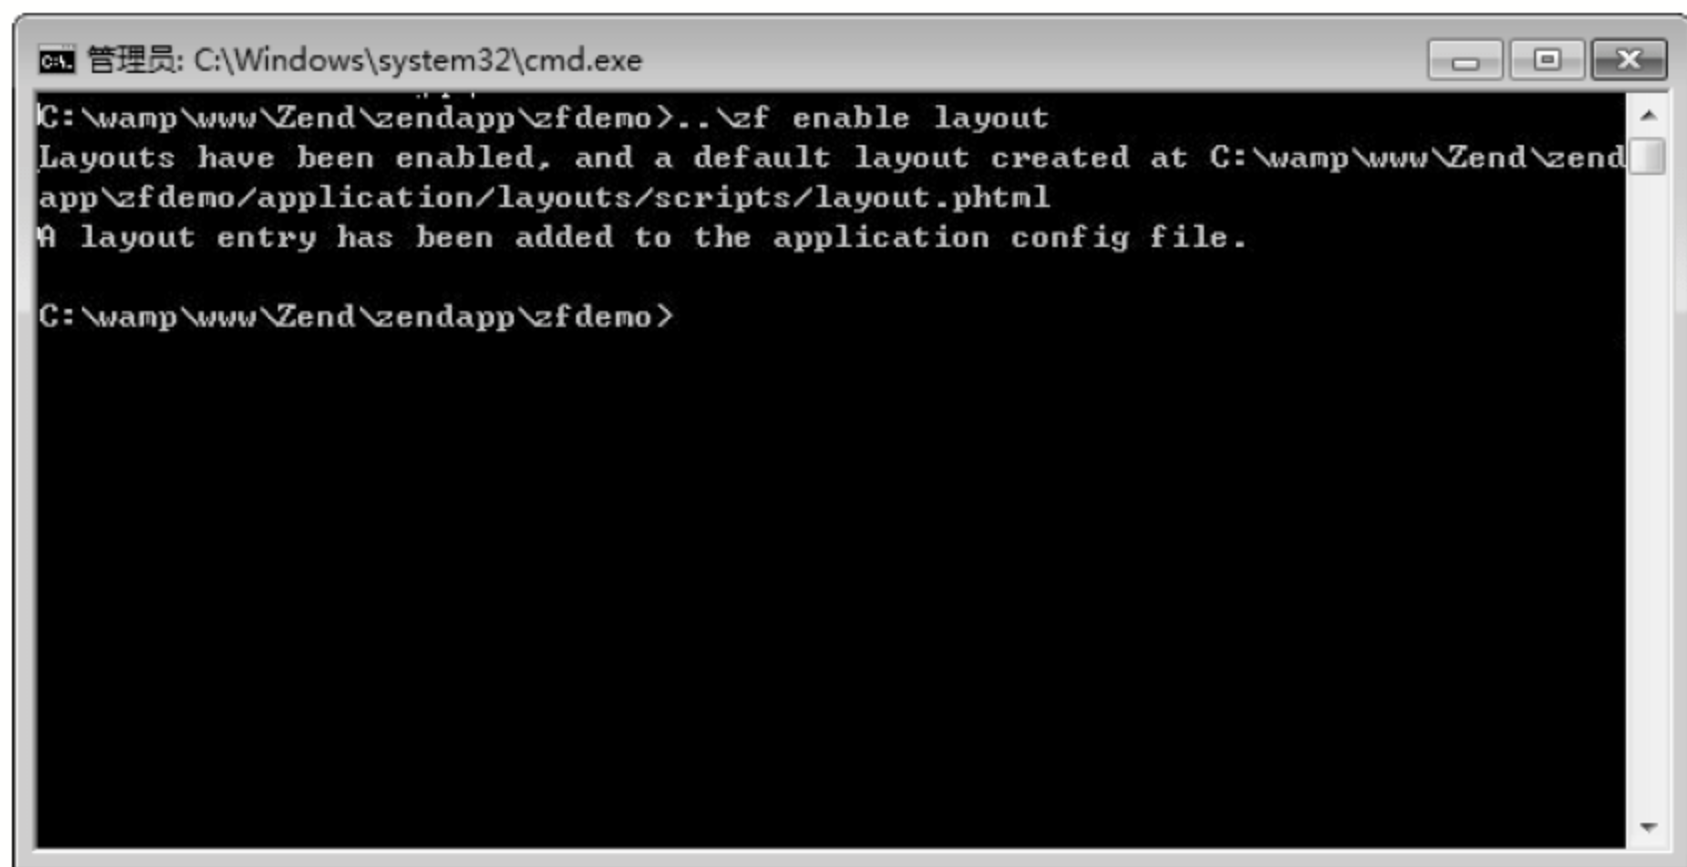 管理员: C:\Windows\system32\cmd.exe
C:\wamp\www\Zend\zendapp\zfdemo>..\zf enable layout
Layouts have been enabled, and a default layout created at C:\wamp\www\Zend\zend
app\zfdemo/application/layouts/scripts/layout.phtml
A layout entry has been added to the application config file.
C:\wamp\www\Zend\zendapp\zfdemo>